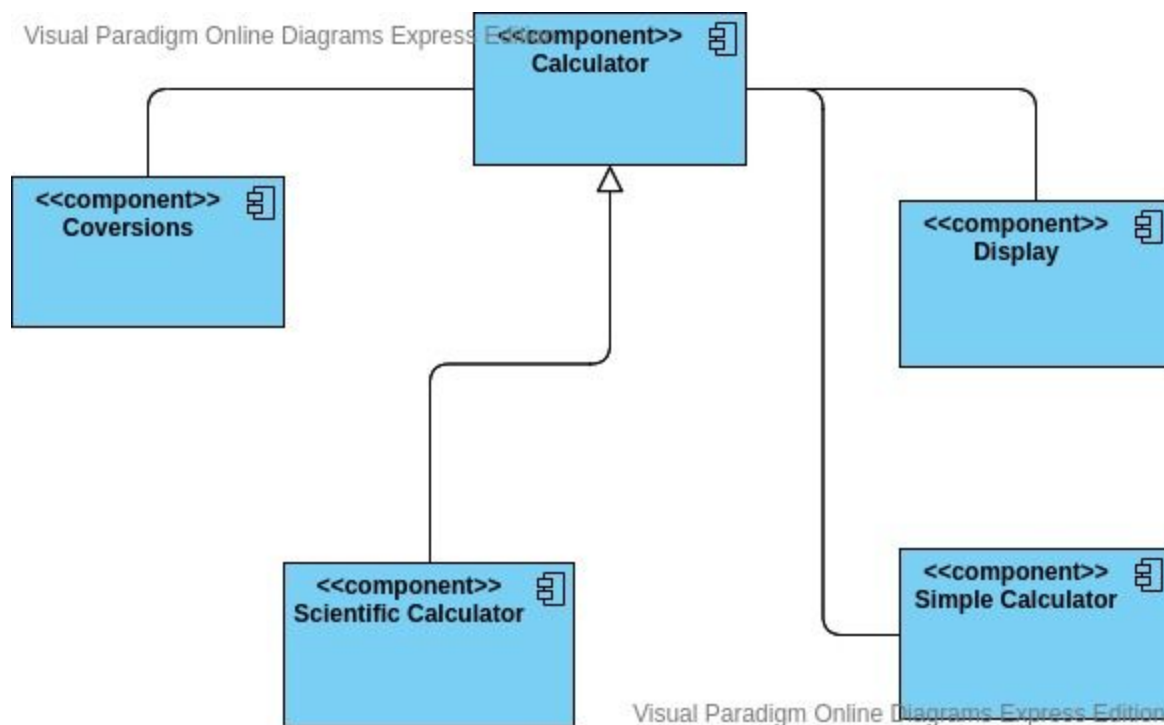 Visual Paradigm Online Diagrams Express Edition
<<component>>
Calculator
<<component>>
Coversions
<<component>>
Display
<<component>>
Scientific Calculator
<<component>>
Simple Calculator
Visual Paradigm Online Diagrams Express Edition